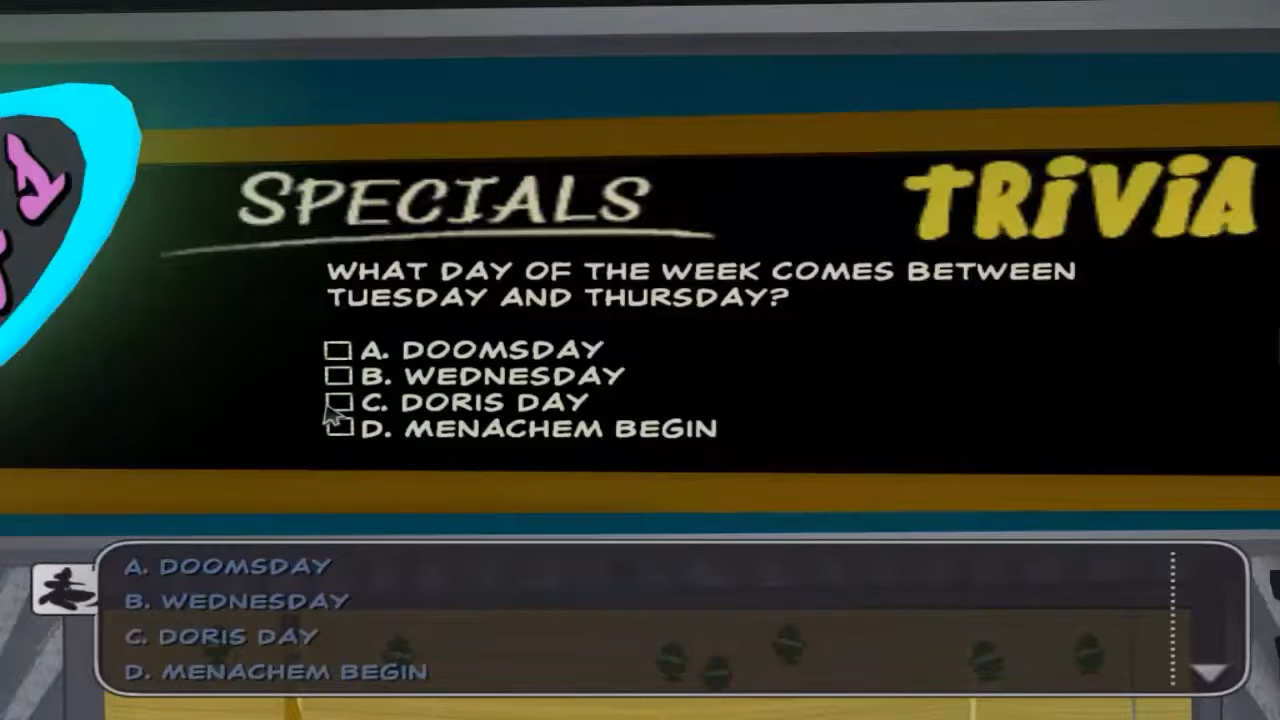 SPECIALS
TRIVIA
WHAT DAY OF THE WEEK COMES BETWEEN
TUESDAY AND THURSDAY?
A. DOOMSDAY
B. WEDNESDAY
C. DORIS DAY
D. MENACHEM BEGIN
A. DOOMSDAY
B. WEDNESDAY
C. DORIS DAY
D. MENACHEM BEGIN